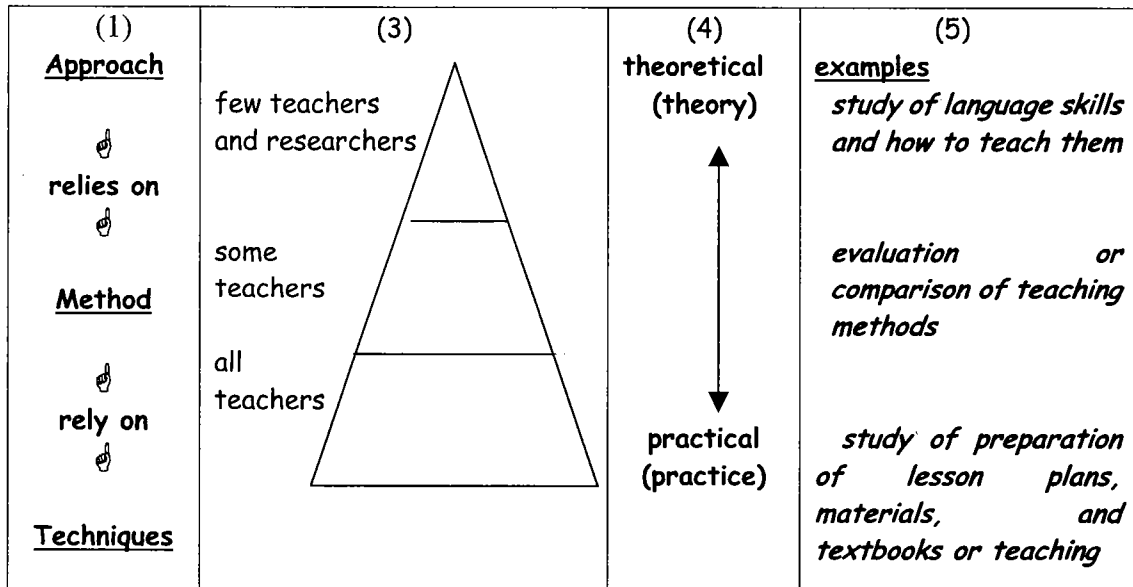 (1)
Approach
☝
relies on
☝
Method
☝
rely on
☝
Techniques
(3)
few teachers
and researchers
some
teachers
all
teachers
(4)
theoretical
(theory)
practical
(practice)
(5)
examples
study of language skills
and how to teach them
evaluation or
comparison of teaching
methods
study of preparation
of lesson plans,
materials, and
textbooks or teaching